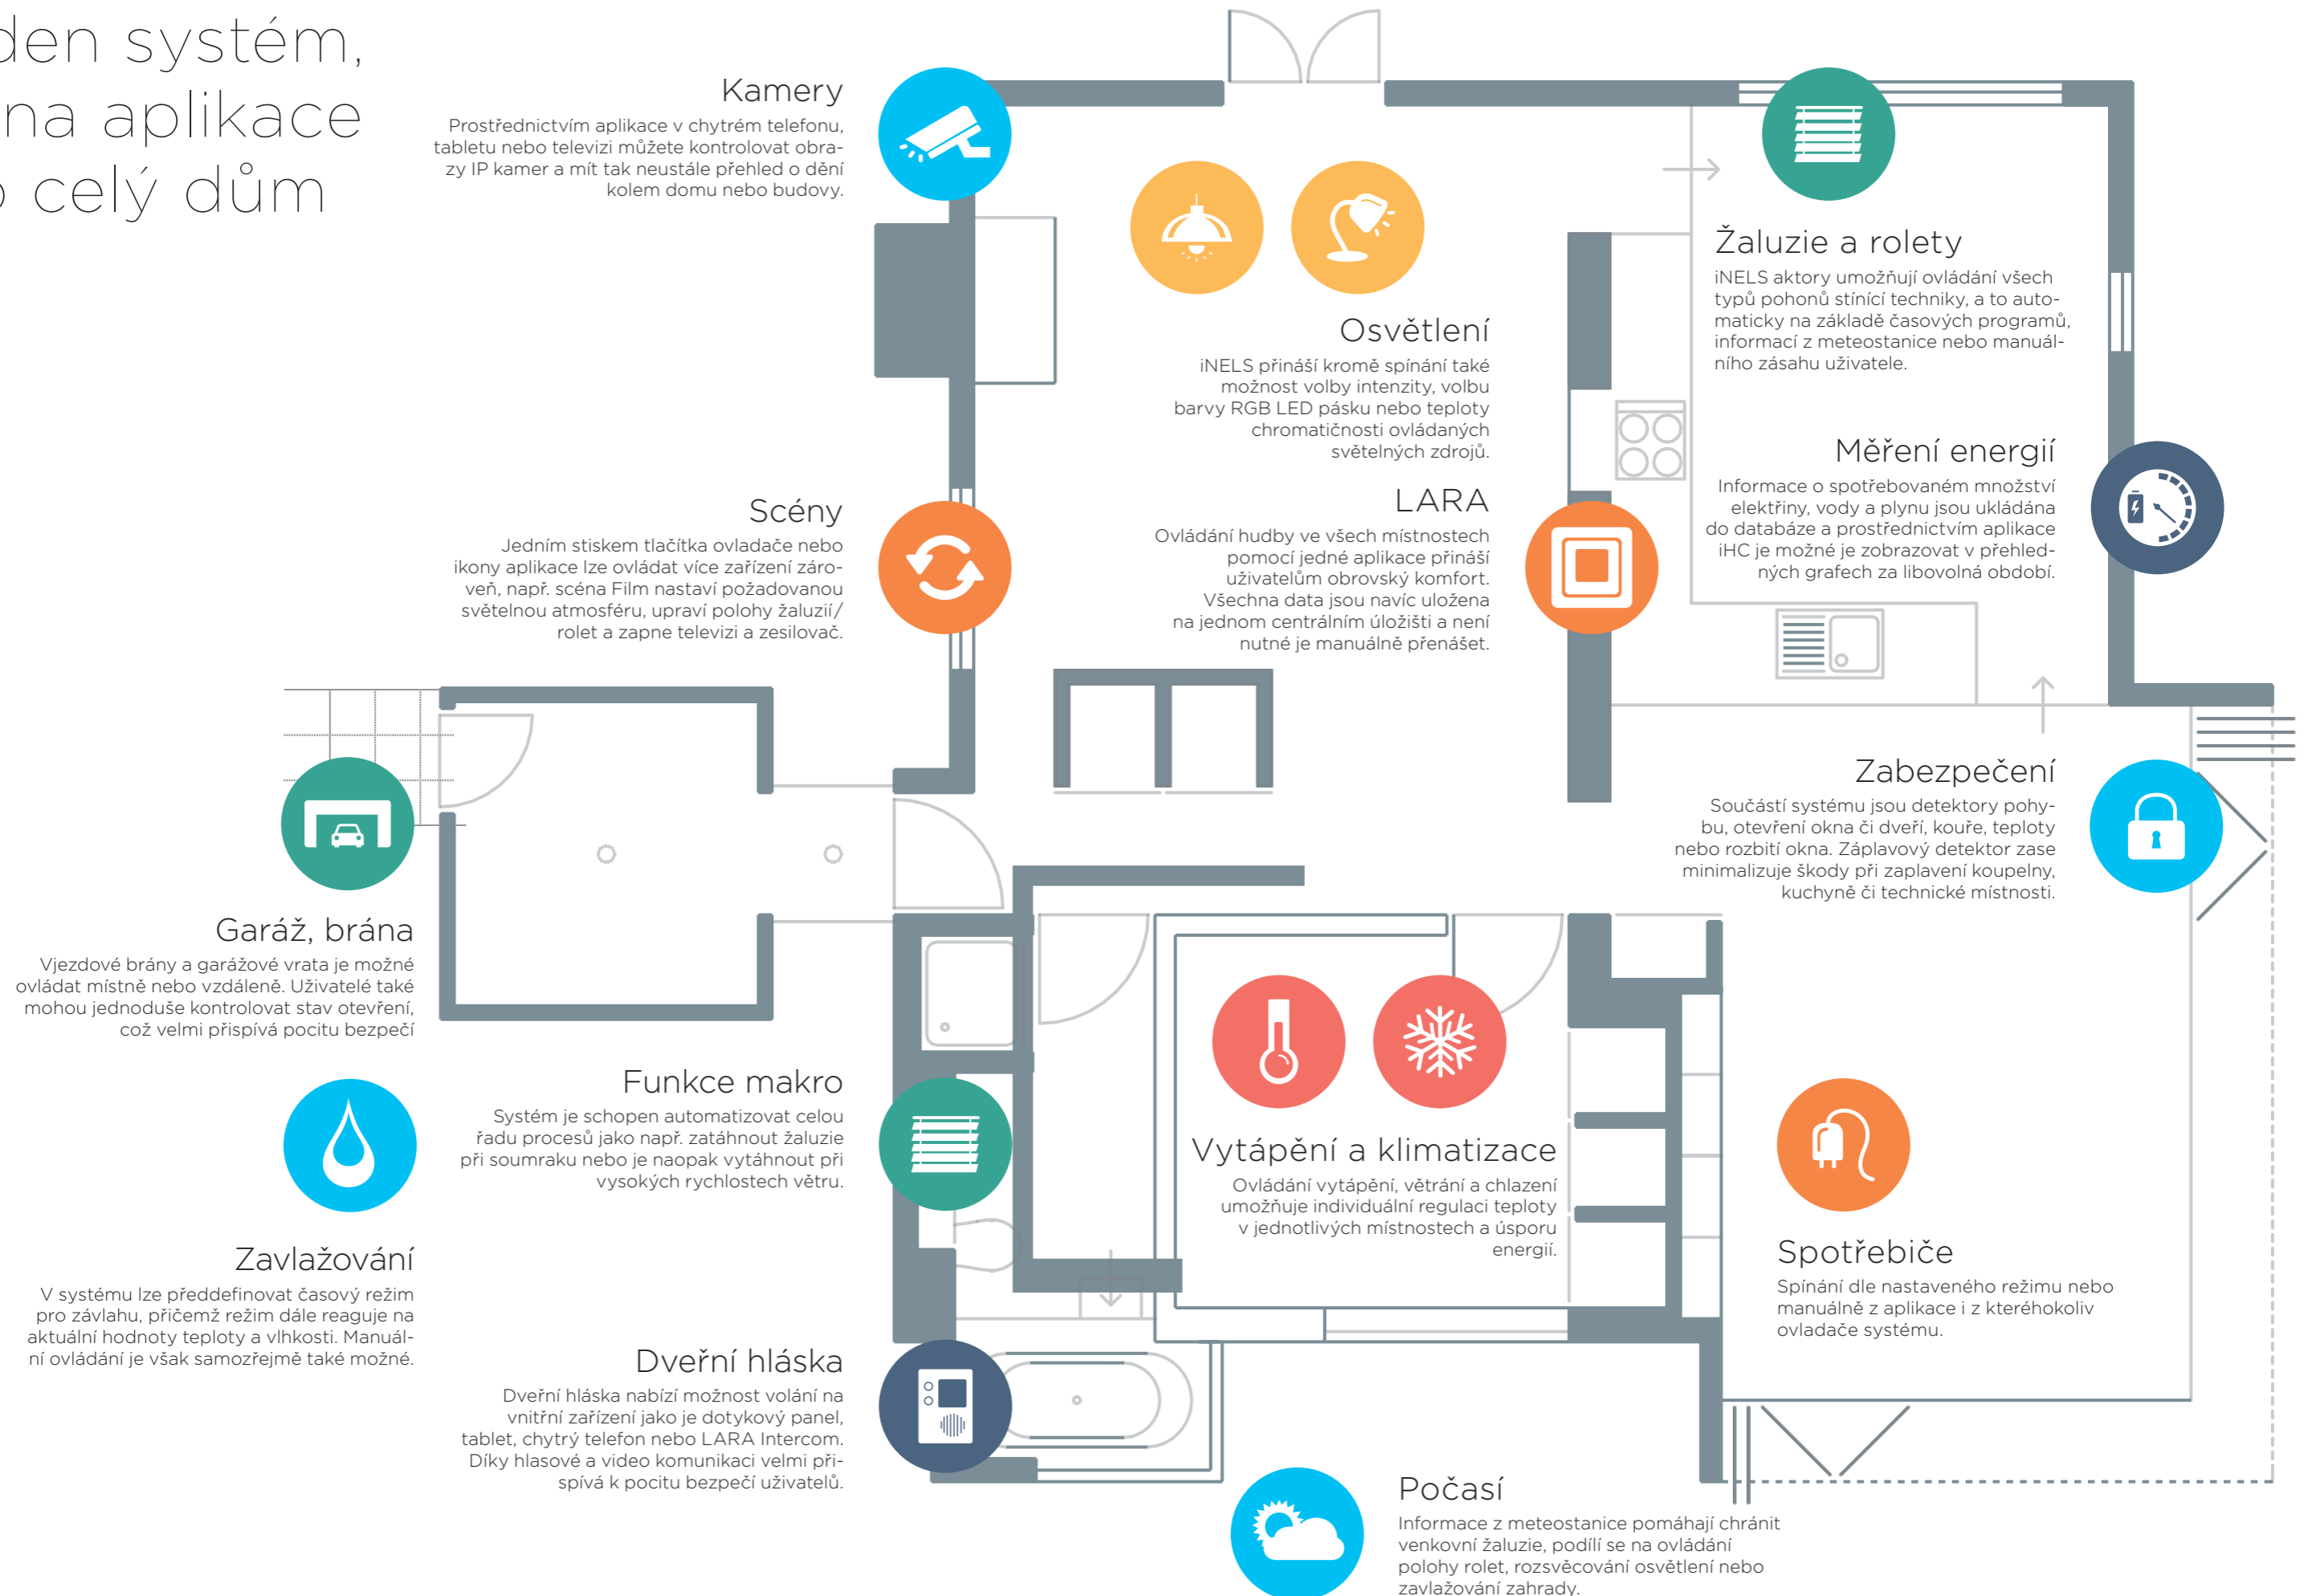 den systém,
na aplikace
o celý dům
Kamery
Prostřednictvím aplikace v chytrém telefonu,
tabletu nebo televizi můžete kontrolovat obra-
zy IP kamer a mít tak neustále přehled o dění
kolem domu nebo budovy.
Žaluzie a rolety
iNELS aktory umožňují ovládání všech
typů pohonů stínící techniky, a to auto-
maticky na základě časových programů,
informací z meteostanice nebo manuál-
ního zásahu uživatele.
Osvětlení
iNELS přináší kromě spínání také
možnost volby intenzity, volbu
barvy RGB LED pásku nebo teploty
chromatičnosti ovládaných
světelných zdrojů.
Měření energií
Informace o spotřebovaném množství
elektřiny, vody a plynu jsou ukládána
do databáze a prostřednictvím aplikace
iHC je možné je zobrazovat v přehled-
ných grafech za libovolná období.
Scény
Jedním stiskem tlačítka ovladače nebo
ikony aplikace lze ovládat více zařízení záro-
veň, např. scéna Film nastaví požadovanou
světelnou atmosféru, upraví polohy žaluzií/
rolet a zapne televizi a zesilovač.
LARA
Ovládání hudby ve všech místnostech
pomocí jedné aplikace přináší
uživatelům obrovský komfort.
Všechna data jsou navíc uložena
na jednom centrálním úložišti a není
nutné je manuálně přenášet.
Zabezpečení
Součástí systému jsou detektory pohy-
bu, otevření okna či dveří, kouře, teploty
nebo rozbití okna. Záplavový detektor zase
minimalizuje škody při zaplavení koupelny,
kuchyně či technické místnosti.
Garáž, brána
Vjezdové brány a garážové vrata je možné
ovládat místně nebo vzdáleně. Uživatelé také
mohou jednoduše kontrolovat stav otevření,
což velmi přispívá pocitu bezpečí
Funkce makro
Systém je schopen automatizovat celou
řadu procesů jako např. zatáhnout žaluzie
při soumraku nebo je naopak vytáhnout při
vysokých rychlostech větru.
Vytápění a klimatizace
Ovládání vytápění, větrání a chlazení
umožňuje individuální regulaci teploty
v jednotlivých místnostech a úsporu
energií.
Zavlažování
V systému lze předdefinovat časový režim
pro závlahu, přičemž režim dále reaguje na
aktuální hodnoty teploty a vlhkosti. Manuál-
ní ovládání je však samozřejmě také možné.
Spotřebiče
Spínání dle nastaveného režimu nebo
manuálně z aplikace i z kteréhokoliv
ovladače systému.
Dveřní hláska
Dveřní hláska nabízí možnost volání na
vnitřní zařízení jako je dotykový panel,
tablet, chytrý telefon nebo LARA Intercom.
Díky hlasové a video komunikaci velmi při-
spívá k pocitu bezpečí uživatelů.
Počasí
Informace z meteostanice pomáhají chránit
venkovní žaluzie, podílí se na ovládání
polohy rolet, rozsvěcování osvětlení nebo
zavlažování zahrady.